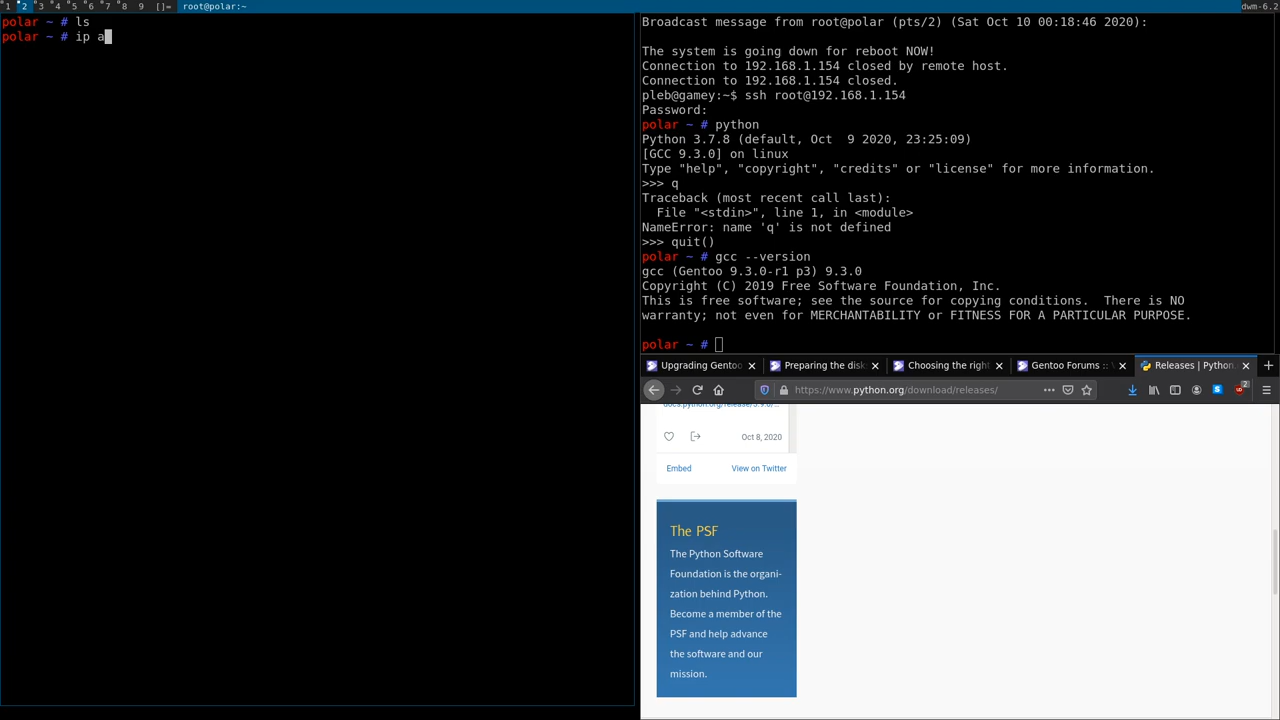 1 2 3 4 5 6 7 8 9 []= root@polar:~ dwm-6.2
polar ~ # ls
polar ~ # ip a
Broadcast message from root@polar (pts/2) (Sat Oct 10 00:18:46 2020):
The system is going down for reboot NOW!
Connection to 192.168.1.154 closed by remote host.
Connection to 192.168.1.154 closed.
pleb@gamey:~$ ssh root@192.168.1.154
Password:
polar ~ # python
Python 3.7.8 (default, Oct  9 2020, 23:25:09)
[GCC 9.3.0] on linux
Type "help", "copyright", "credits" or "license" for more information.
>>> q
Traceback (most recent call last):
  File "<stdin>", line 1, in <module>
NameError: name 'q' is not defined
>>> quit()
polar ~ # gcc --version
gcc (Gentoo 9.3.0-r1 p3) 9.3.0
Copyright (C) 2019 Free Software Foundation, Inc.
This is free software; see the source for copying conditions.  There is NO
warranty; not even for MERCHANTABILITY or FITNESS FOR A PARTICULAR PURPOSE.
polar ~ #
Upgrading Gentoo Preparing the disk Choosing the right Gentoo Forums :: V Releases | Python.
https://www.python.org/download/releases/ 2
Oct 8, 2020
Embed View on Twitter
The PSF
The Python Software
Foundation is the organi-
zation behind Python.
Become a member of the
PSF and help advance
the software and our
mission.